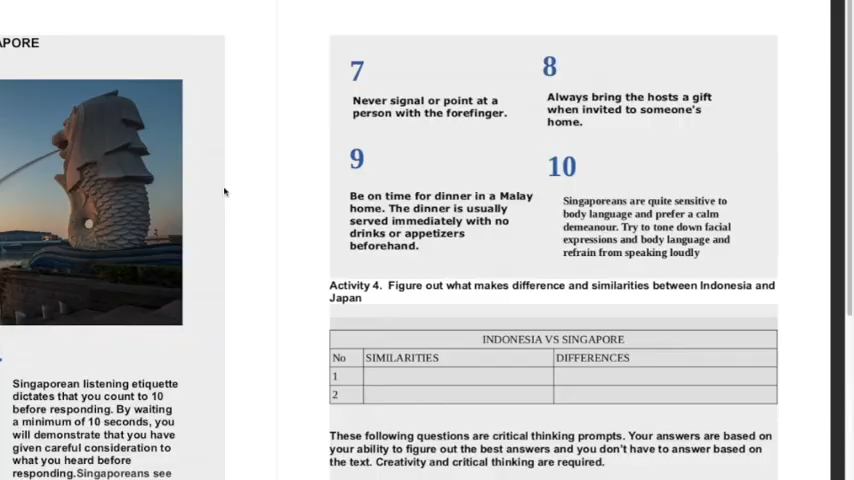 APORE
Singaporean listening etiquette
dictates that you count to 10
before responding. By waiting
a minimum of 10 seconds, you
will demonstrate that you have
given careful consideration to
what you heard before
responding.Singaporeans see
7
Never signal or point at a
person with the forefinger.
8
Always bring the hosts a gift
when invited to someone's
home.
9
Be on time for dinner in a Malay
home. The dinner is usually
served immediately with no
drinks or appetizers
beforehand.
10
Singaporeans are quite sensitive to
body language and prefer a calm
demeanour. Try to tone down facial
expressions and body language and
refrain from speaking loudly
Activity 4.  Figure out what makes difference and similarities between Indonesia and
Japan
INDONESIA VS SINGAPORE
No SIMILARITIES DIFFERENCES
1
2
These following questions are critical thinking prompts. Your answers are based on
your ability to figure out the best answers and you don't have to answer based on
the text. Creativity and critical thinking are required.